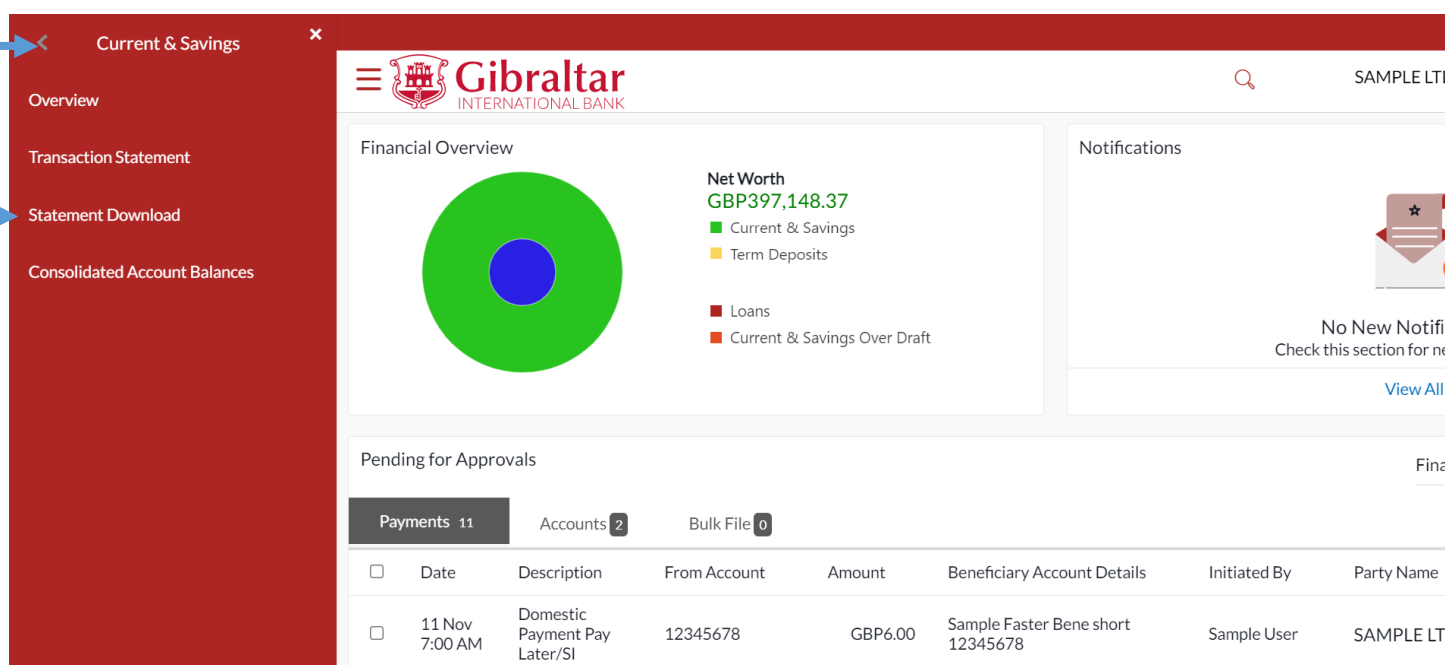 Current & Savings
Overview
Transaction Statement
Statement Download
Consolidated Account Balances
Gibraltar
INTERNATIONAL BANK
SAMPLE LT
Financial Overview
Net Worth
GBP397,148.37
Current & Savings
Term Deposits
Loans
Current & Savings Over Draft
Notifications
No New Notifi
Check this section for ne
View All
Pending for Approvals
Fina
Payments 11
Accounts 2
Bulk File 0
Date Description From Account Amount Beneficiary Account Details Initiated By Party Name
11 Nov
7:00 AM
Domestic
Payment Pay
Later/SI
12345678
GBP6.00
Sample Faster Bene short
12345678
Sample User
SAMPLE LT